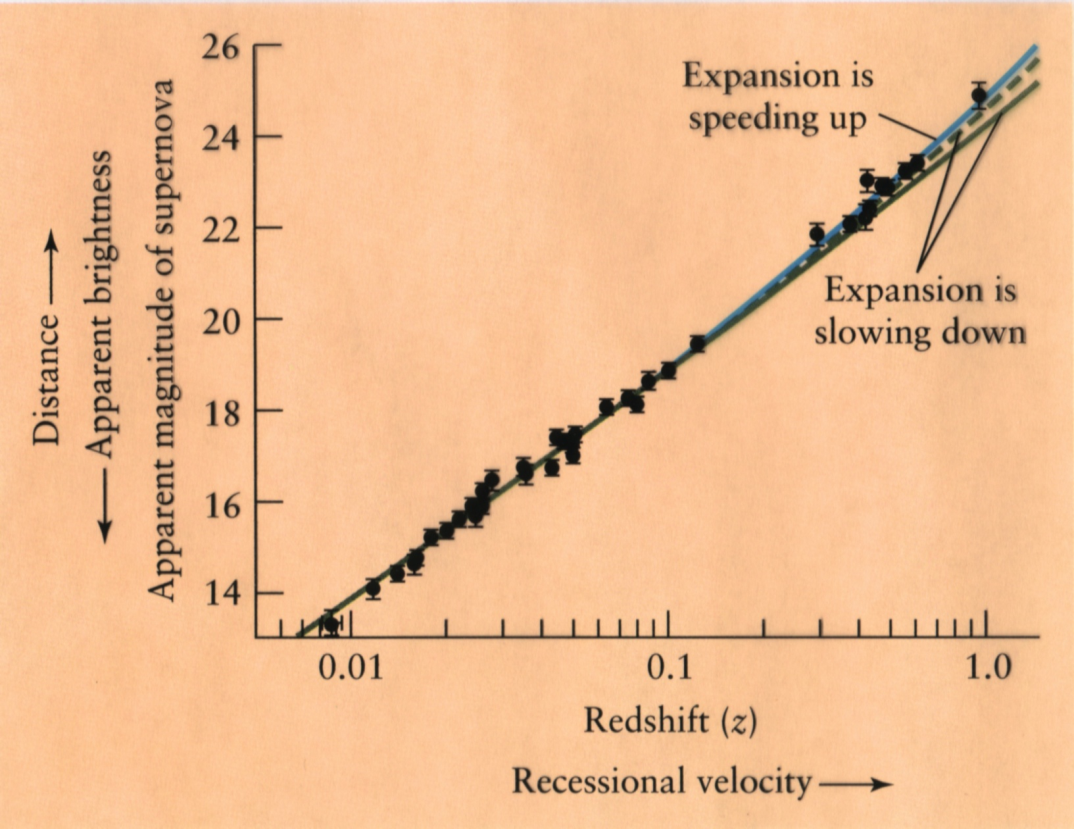 Distance →
← Apparent brightness
Apparent magnitude of supernova
26
24
22
20
18
16
14
Expansion is
speeding up
Expansion is
slowing down
0.01 0.1 1.0
Redshift (z)
Recessional velocity →